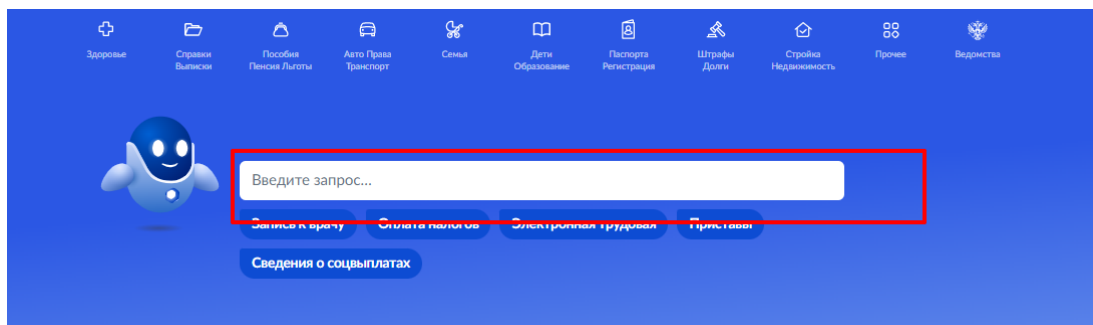 Здоровье
Справки
Выписки
Пособия
Пенсия Льготы
Авто Права
Транспорт
Семья
Дети
Образование
Паспорта
Регистрация
Штрафы
Долги
Стройка
Недвижимость
Прочее
Ведомства
Введите запрос...
Запись к врачу
Оплата налогов
Электронная трудовая
Приставы
Сведения о соцвыплатах